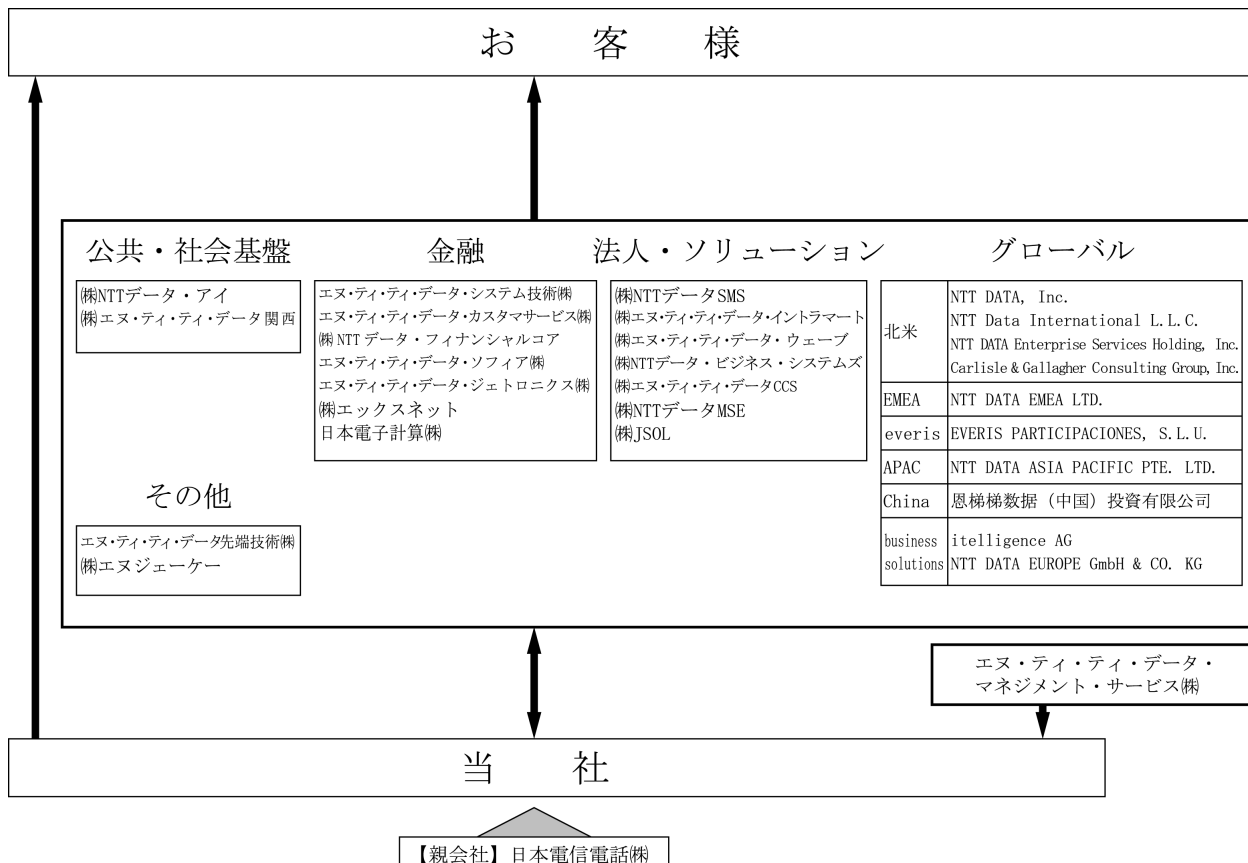 お客様
公共・社会基盤
㈱NTTデータ・アイ
㈱エヌ・ティ・ティ・データ関西
その他
エヌ・ティ・ティ・データ先端技術㈱
㈱エヌジェーケー
金融
エヌ・ティ・ティ・データ・システム技術㈱
エヌ・ティ・ティ・データ・カスタマサービス㈱
㈱NTTデータ・フィナンシャルコア
エヌ・ティ・ティ・データ・ソフィア㈱
エヌ・ティ・ティ・データ・ジェトロニクス㈱
㈱エックスネット
日本電子計算㈱
法人・ソリューション
㈱NTTデータSMS
㈱エヌ・ティ・ティ・データ・イントラマート
㈱エヌ・ティ・ティ・データ・ウェーブ
㈱NTTデータ・ビジネス・システムズ
㈱エヌ・ティ・ティ・データCCS
㈱NTTデータMSE
㈱JSOL
グローバル
北米
NTT DATA, Inc.
NTT Data International L.L.C.
NTT DATA Enterprise Services Holding, Inc.
Carlisle & Gallagher Consulting Group, Inc.
EMEA NTT DATA EMEA LTD.
everis EVERIS PARTICIPACIONES, S.L.U.
APAC NTT DATA ASIA PACIFIC PTE. LTD.
China 恩梯梯数据（中国）投資有限公司
business solutions
itelligence AG
NTT DATA EUROPE GmbH & CO. KG
エヌ・ティ・ティ・データ・
マネジメント・サービス㈱
当社
【親会社】日本電信電話㈱